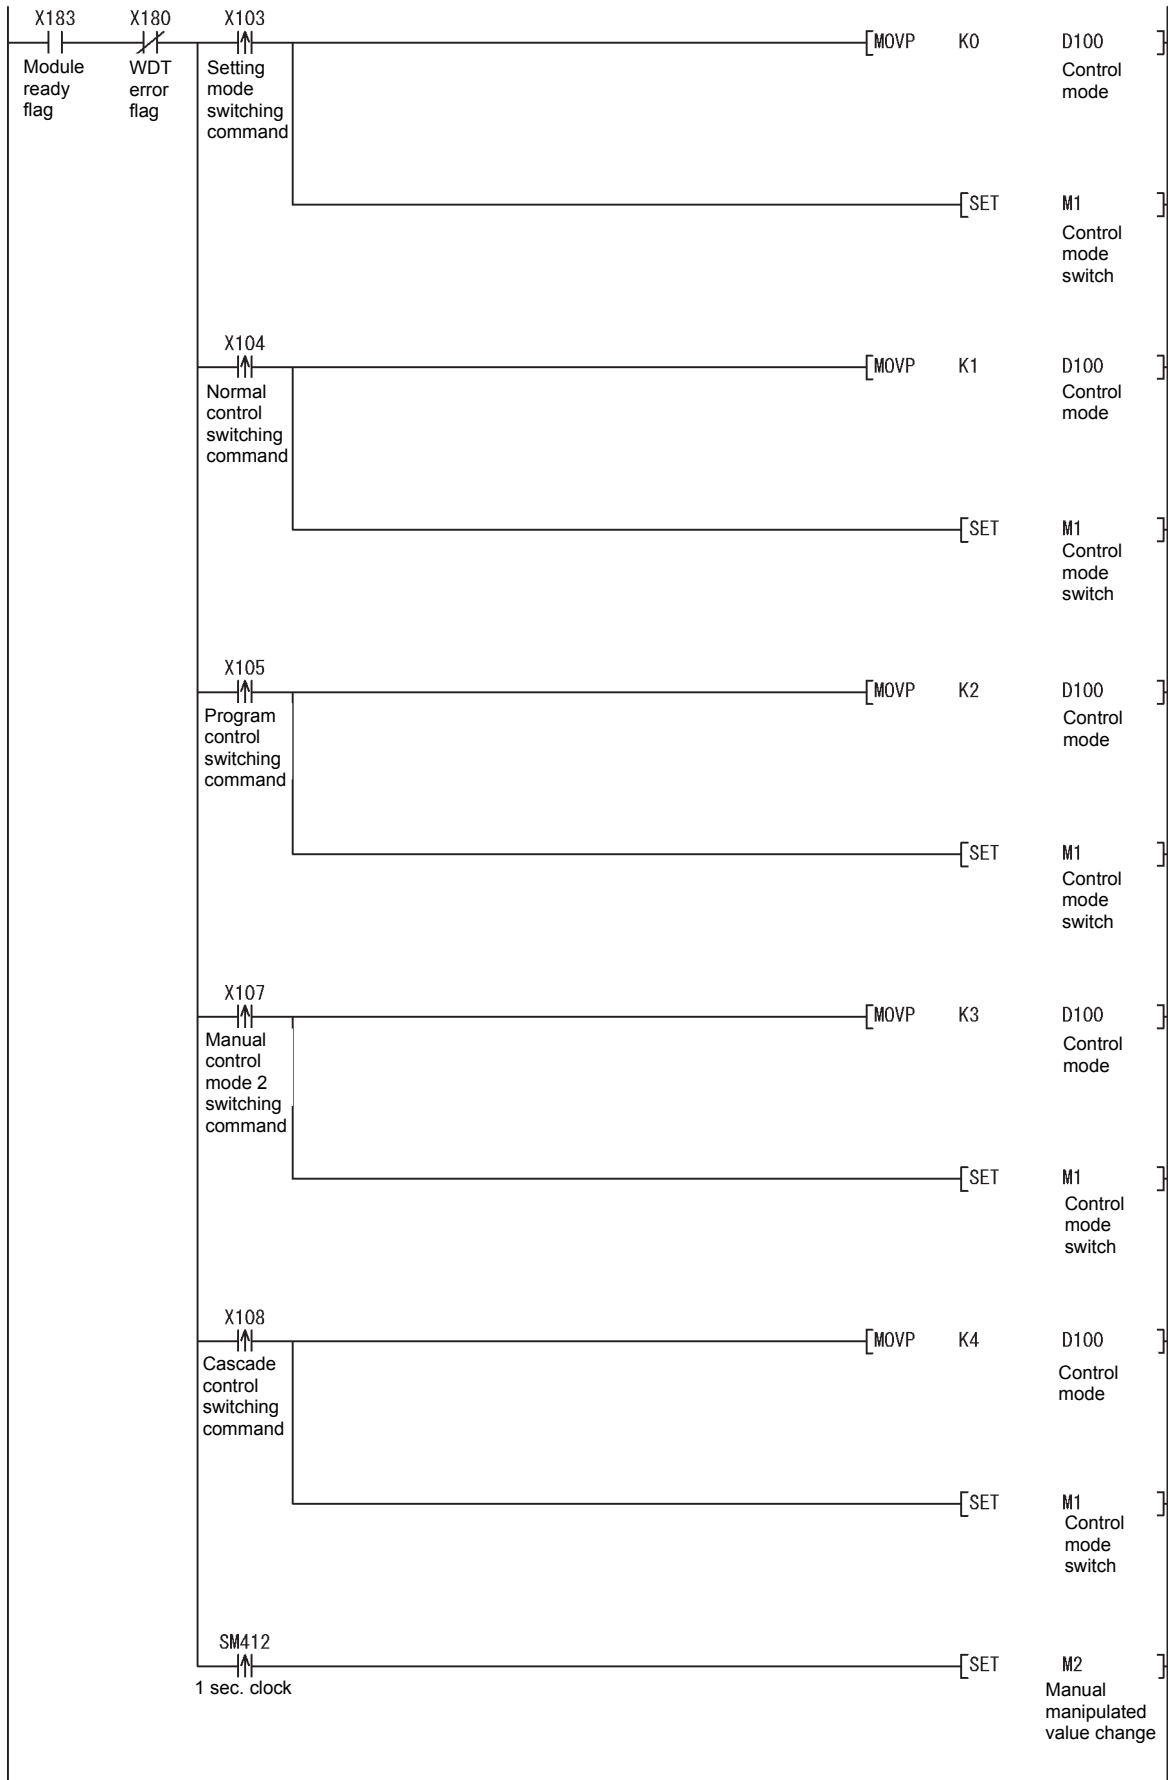 X183 X180 X103
[MOVP K0 D100 ]
Module ready flag
WDT error flag
Setting mode switching command
Control mode
[SET M1 ]
Control mode switch
X104
[MOVP K1 D100 ]
Normal control switching command
Control mode
[SET M1 ]
Control mode switch
X105
[MOVP K2 D100 ]
Program control switching command
Control mode
[SET M1 ]
Control mode switch
X107
[MOVP K3 D100 ]
Manual control mode 2 switching command
Control mode
[SET M1 ]
Control mode switch
X108
[MOVP K4 D100 ]
Cascade control switching command
Control mode
[SET M1 ]
Control mode switch
SM412
[SET M2 ]
1 sec. clock
Manual manipulated value change